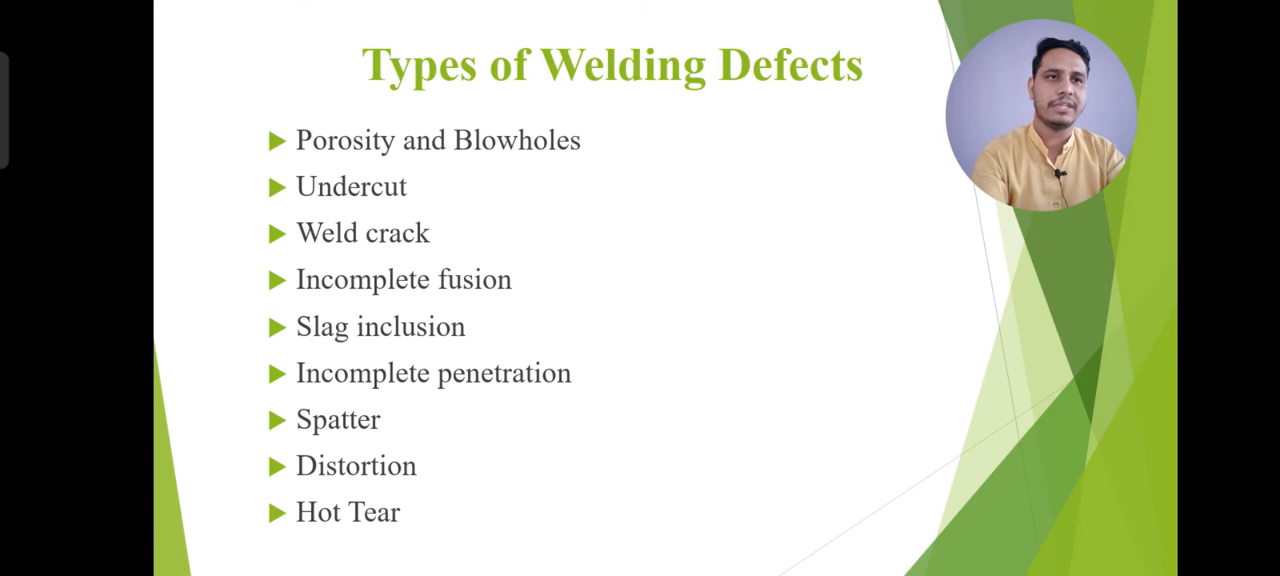 Types of Welding Defects
Porosity and Blowholes
Undercut
Weld crack
Incomplete fusion
Slag inclusion
Incomplete penetration
Spatter
Distortion
Hot Tear